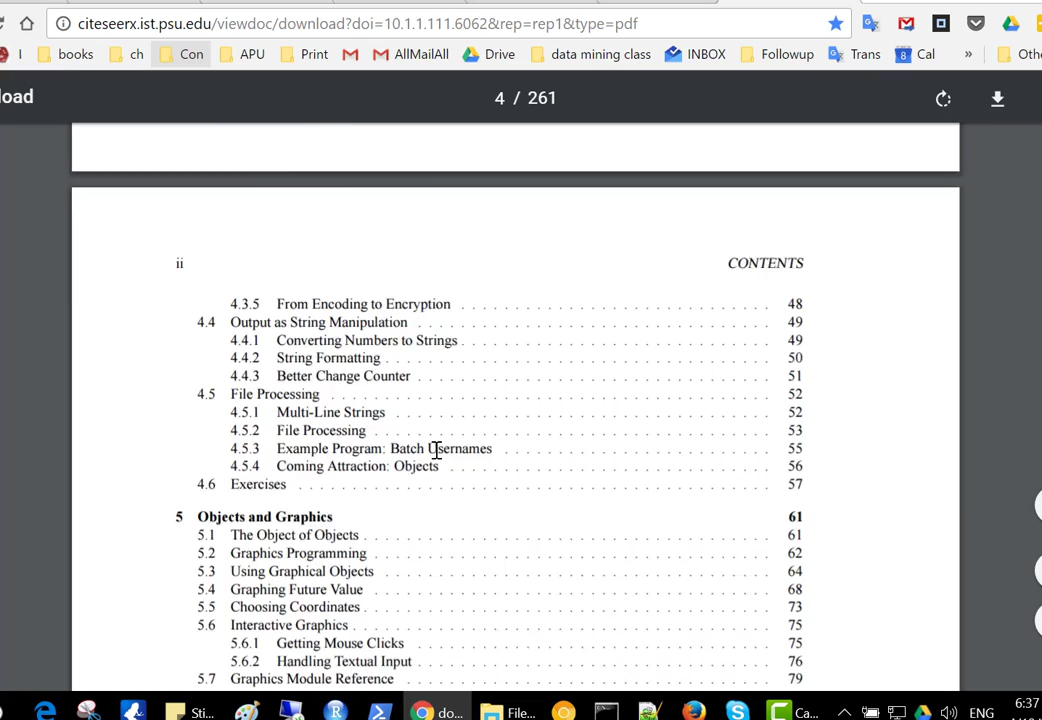 citeseerx.ist.psu.edu/viewdoc/download?doi=10.1.1.111.6062&rep=rep1&type=pdf
I books ch Con APU Print AllMailAll Drive data mining class INBOX Followup Trans 8 Cal » Oth
load 4 / 261
ii CONTENTS
4.3.5 From Encoding to Encryption 48
4.4 Output as String Manipulation 49
4.4.1 Converting Numbers to Strings 49
4.4.2 String Formatting 50
4.4.3 Better Change Counter 51
4.5 File Processing 52
4.5.1 Multi-Line Strings 52
4.5.2 File Processing 53
4.5.3 Example Program: Batch Usernames 55
4.5.4 Coming Attraction: Objects 56
4.6 Exercises 57
5 Objects and Graphics 61
5.1 The Object of Objects 61
5.2 Graphics Programming 62
5.3 Using Graphical Objects 64
5.4 Graphing Future Value 68
5.5 Choosing Coordinates 73
5.6 Interactive Graphics 75
5.6.1 Getting Mouse Clicks 75
5.6.2 Handling Textual Input 76
5.7 Graphics Module Reference 79
Sti... do... File... Ca... ENG 6:37